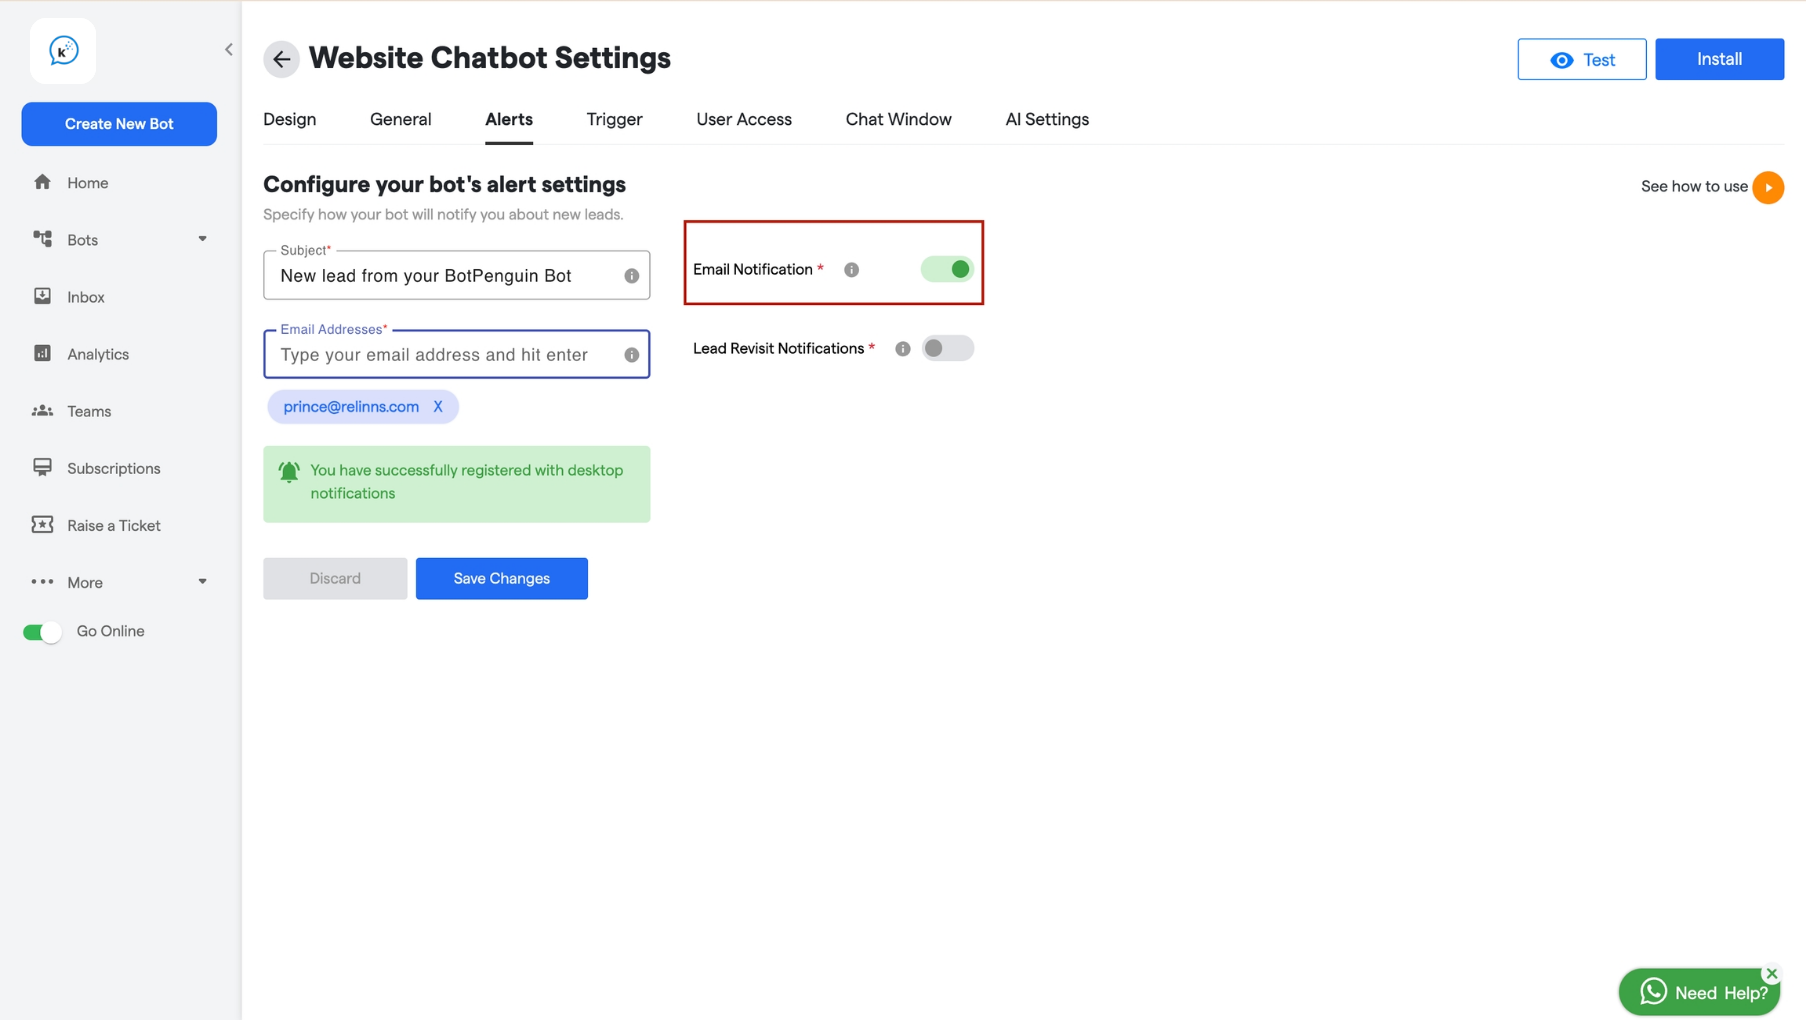 K
Create New Bot
Home
Bots
Inbox
Analytics
Teams
Subscriptions
Raise a Ticket
More
Go Online
Website Chatbot Settings
Test
Install
Design
General
Alerts
Trigger
User Access
Chat Window
AI Settings
Configure your bot's alert settings
See how to use
Specify how your bot will notify you about new leads.
Subject*
New lead from your BotPenguin Bot
Email Notification *
Email Addresses*
Type your email address and hit enter
Lead Revisit Notifications *
prince@relinns.com X
You have successfully registered with desktop
notifications
Discard
Save Changes
Need Help?